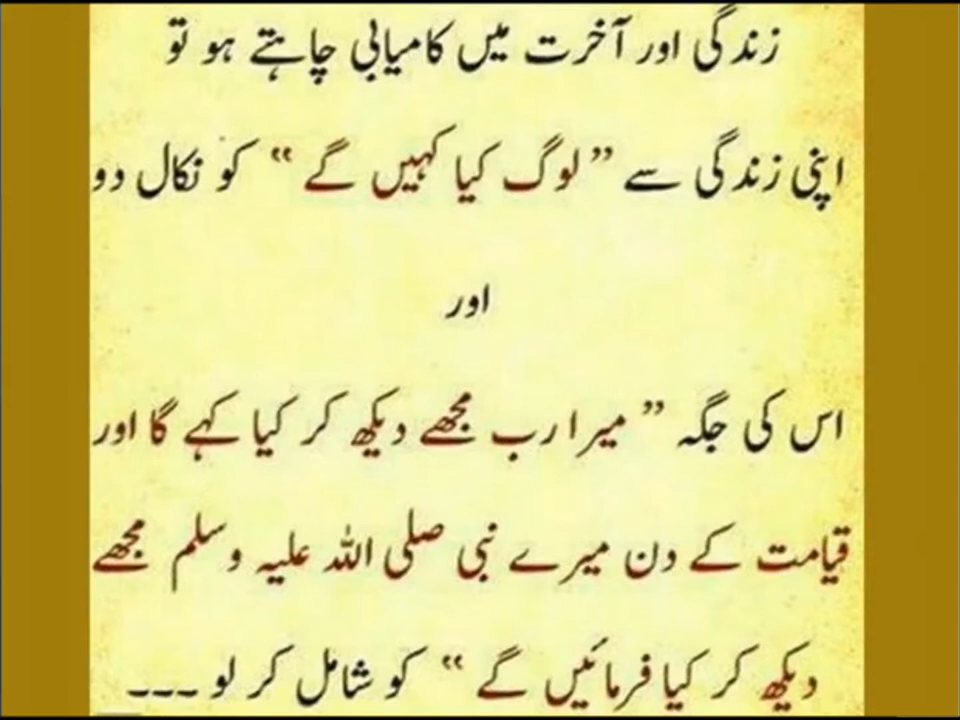 زندگی اور آخرت میں کامیابی چاہتے ہو تو
اپنی زندگی سے ”لوگ کیا کہیں گے“ کو نکال دو
اور
اس کی جگہ ”میرا رب مجھے دیکھ کر کیا کہے گا اور
قیامت کے دن میرے نبی صلی اللہ علیہ وسلم مجھے
دیکھ کر کیا فرمائیں گے“ کو شامل کر لو ---